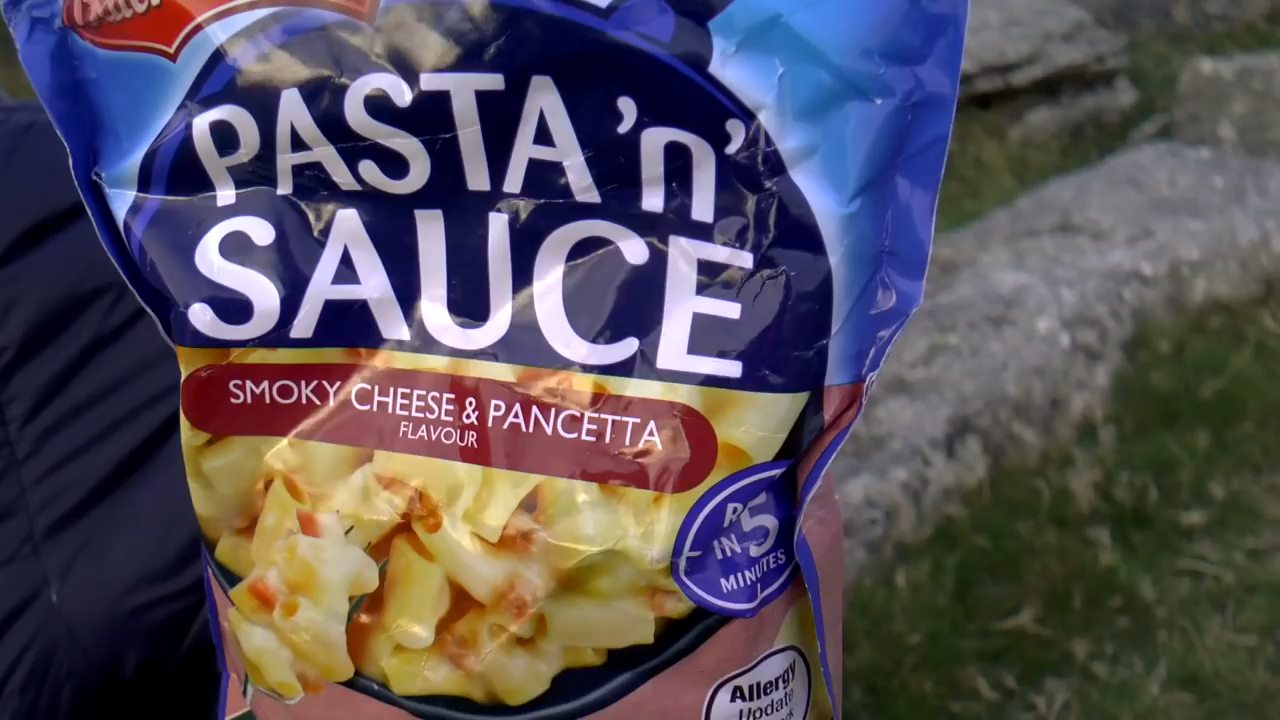 PASTA 'n'
SAUCE
SMOKY CHEESE & PANCETTA
FLAVOUR
IN 5
MINUTES
Allergy
Update